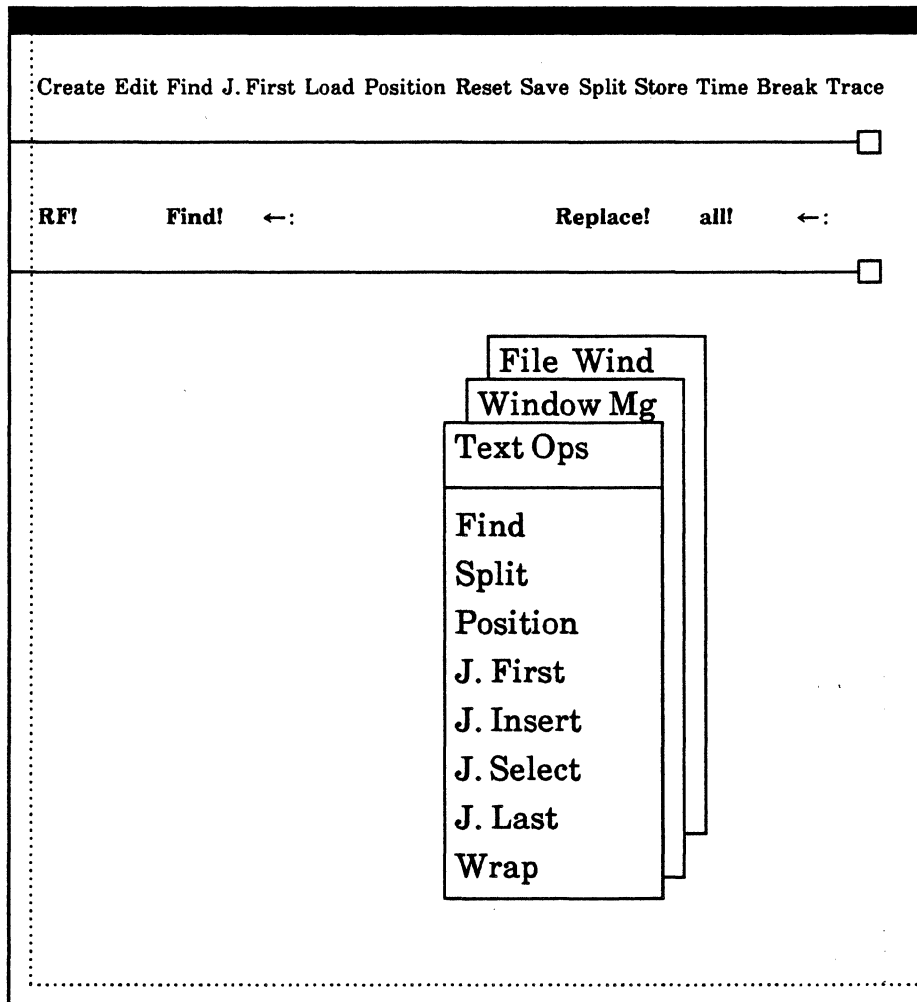 Create Edit Find J. First Load Position Reset Save Split Store Time Break Trace
RF! Find! ←: Replace! all! ←:
File Wind
Window Mg
Text Ops
Find
Split
Position
J. First
J. Insert
J. Select
J. Last
Wrap